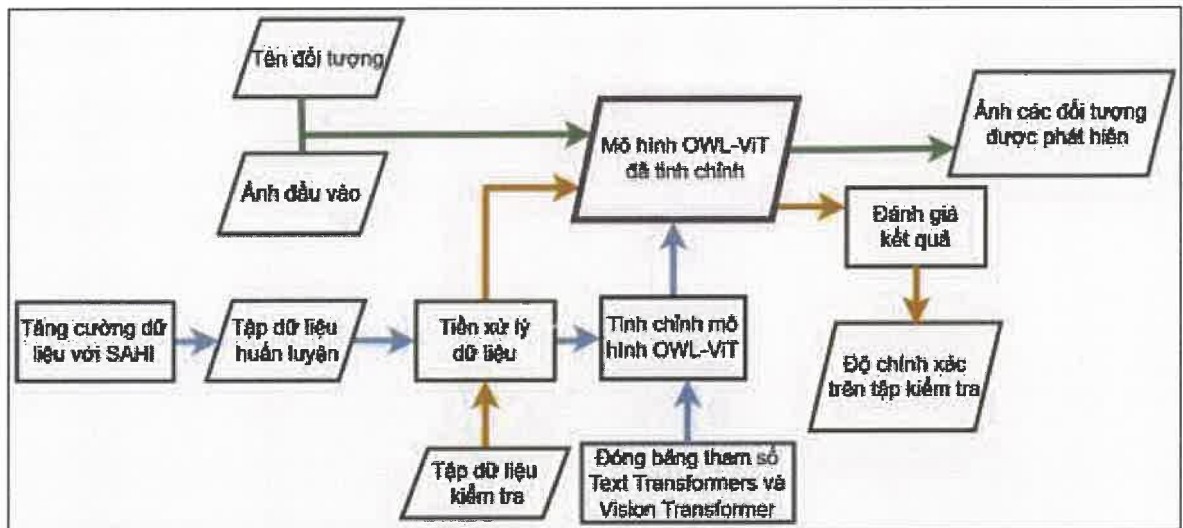 Tên đối tượng
Ảnh đầu vào
Mô hình OWL-ViT
đã tinh chỉnh
Ảnh các đối tượng
được phát hiện
Đánh giá
kết quả
Tăng cường dữ
liệu với SAHI
Tập dữ liệu
huấn luyện
Tiền xử lý
dữ liệu
Tinh chỉnh mô
hình OWL-ViT
Độ chính xác
trên tập kiểm tra
Tập dữ liệu
kiểm tra
Đóng băng tham số
Text Transformers và
Vision Transformer